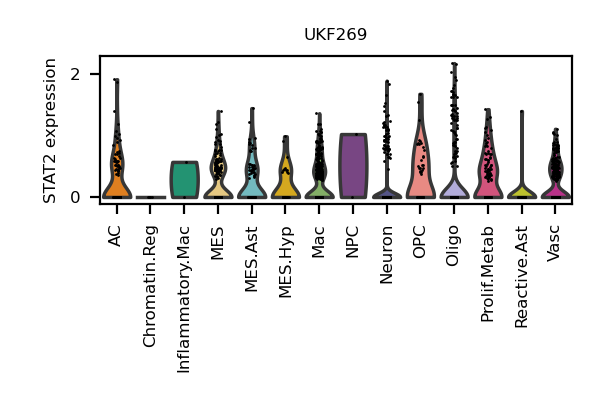 UKF269
STAT2 expression
2
0
AC
Chromatin.Reg
Inflammatory.Mac
MES
MES.Ast
MES.Hyp
Mac
NPC
Neuron
OPC
Oligo
Prolif.Metab
Reactive.Ast
Vasc